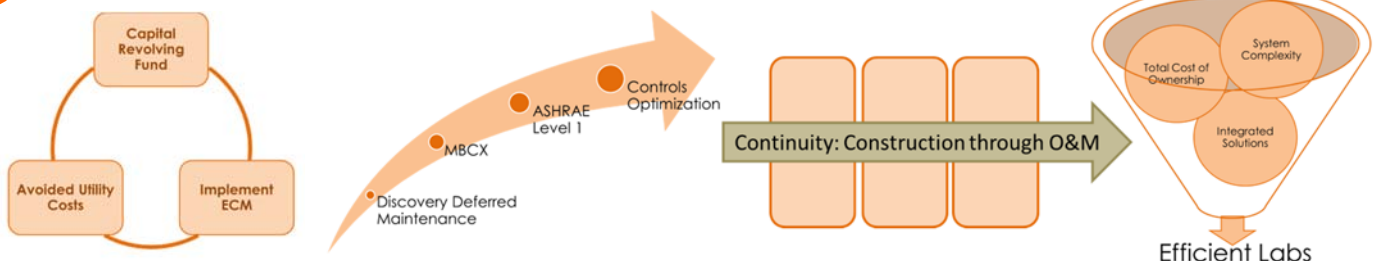 Capital
Revolving
Fund
Avoided Utility
Costs
Implement
ECM
Discovery Deferred
Maintenance
MBCX
ASHRAE
Level 1
Controls
Optimization
Continuity: Construction through O&M
Total Cost of
Ownership
System
Complexity
Integrated
Solutions
Efficient Labs